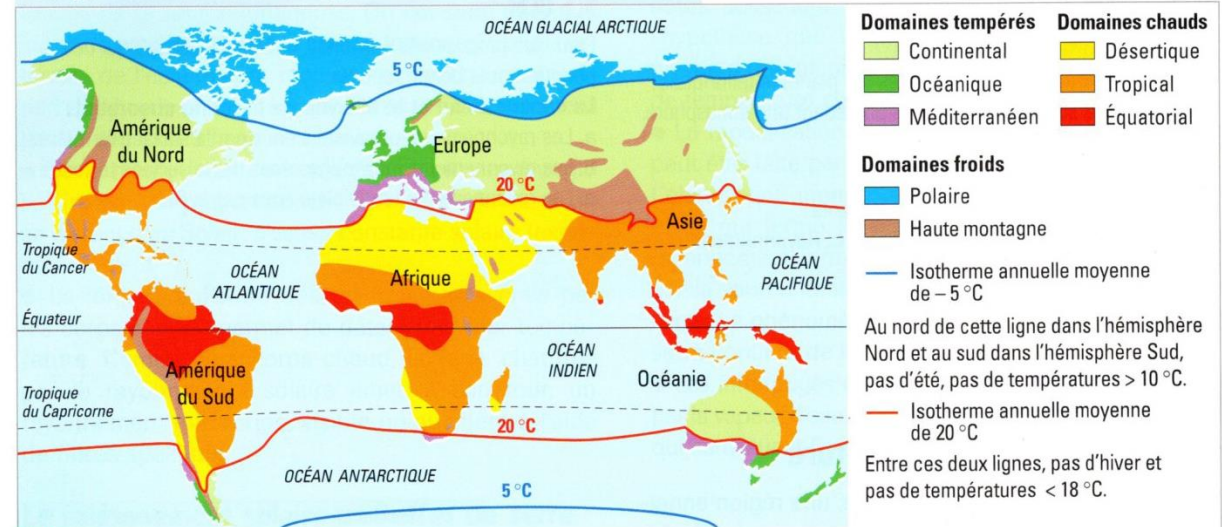 OCÉAN GLACIAL ARCTIQUE
5 °C
Amérique
du Nord
Europe
20 °C
Asie
Tropique
du Cancer
OCÉAN
ATLANTIQUE
Afrique
OCÉAN
PACIFIQUE
Équateur
OCÉAN
INDIEN
Océanie
Amérique
du Sud
Tropique
du Capricorne
20 °C
OCÉAN ANTARCTIQUE
5 °C
Domaines tempérés
Continental
Océanique
Méditerranéen
Domaines chauds
Désertique
Tropical
Équatorial
Domaines froids
Polaire
Haute montagne
Isotherme annuelle moyenne
de – 5 °C
Au nord de cette ligne dans l'hémisphère
Nord et au sud dans l'hémisphère Sud,
pas d'été, pas de températures > 10 °C.
Isotherme annuelle moyenne
de 20 °C
Entre ces deux lignes, pas d'hiver et
pas de températures < 18 °C.